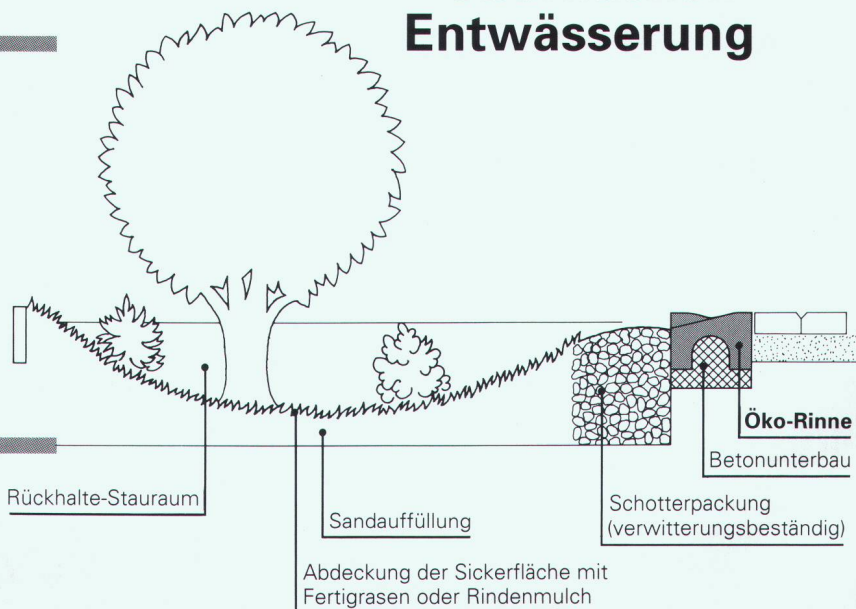 Entwässerung
Öko-Rinne
Betonunterbau
Rückhalte-Stauraum
Sandauffüllung
Schotterpackung
(verwitterungsbeständig)
Abdeckung der Sickerfläche mit
Fertigrasen oder Rindenmulch